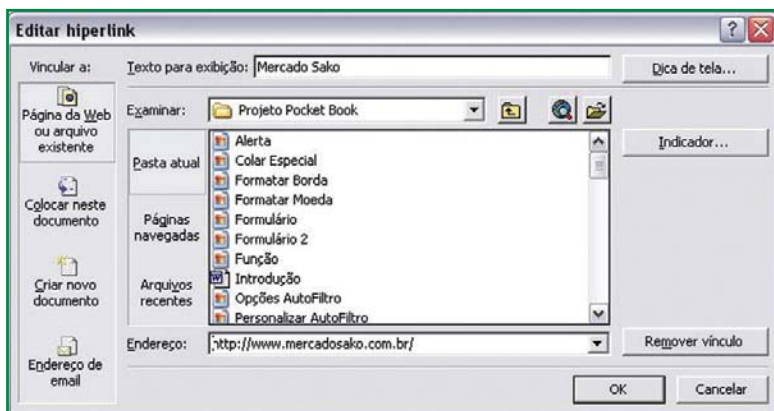 Editar hiperlink
Vincular a:
Texto para exibição: Mercado Sako
Dica de tela...
Página da Web
ou arquivo
existente
Examinar: Projeto Pocket Book
Indicador...
Pasta atual
Alerta
Colar Especial
Formatar Borda
Formatar Moeda
Formulário
Formulário 2
Função
Introdução
Opções AutoFiltro
Personalizar AutoFiltro
Colocar neste
documento
Páginas
navegadas
Criar novo
documento
Arquivos
recentes
Endereço de
email
Endereço: http://www.mercadosako.com.br/
Remover vínculo
OK
Cancelar